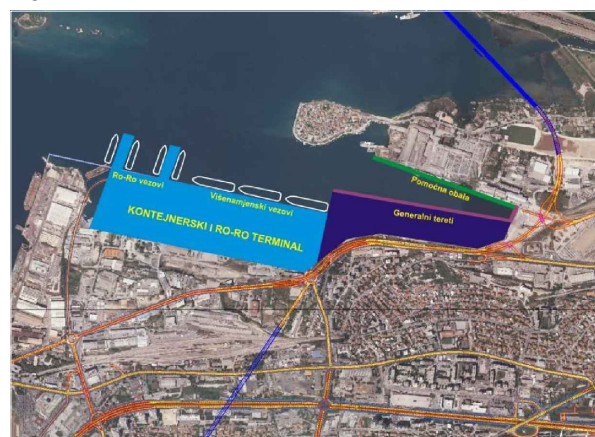 Ro-Ro vezovi
Višenamjenski vezovi
Pomoćna obala
Generalni tereti
KONTEJNERSKI I RO-RO TERMINAL